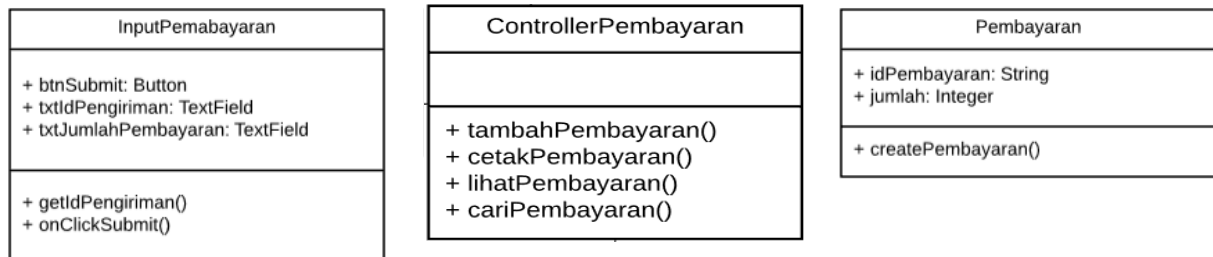 InputPemabayaran
+ btnSubmit: Button
+ txtIdPengiriman: TextField
+ txtJumlahPembayaran: TextField
+ getIdPengiriman()
+ onClickSubmit()
ControllerPembayaran
+ tambahPembayaran()
+ cetakPembayaran()
+ lihatPembayaran()
+ cariPembayaran()
Pembayaran
+ idPembayaran: String
+ jumlah: Integer
+ createPembayaran()